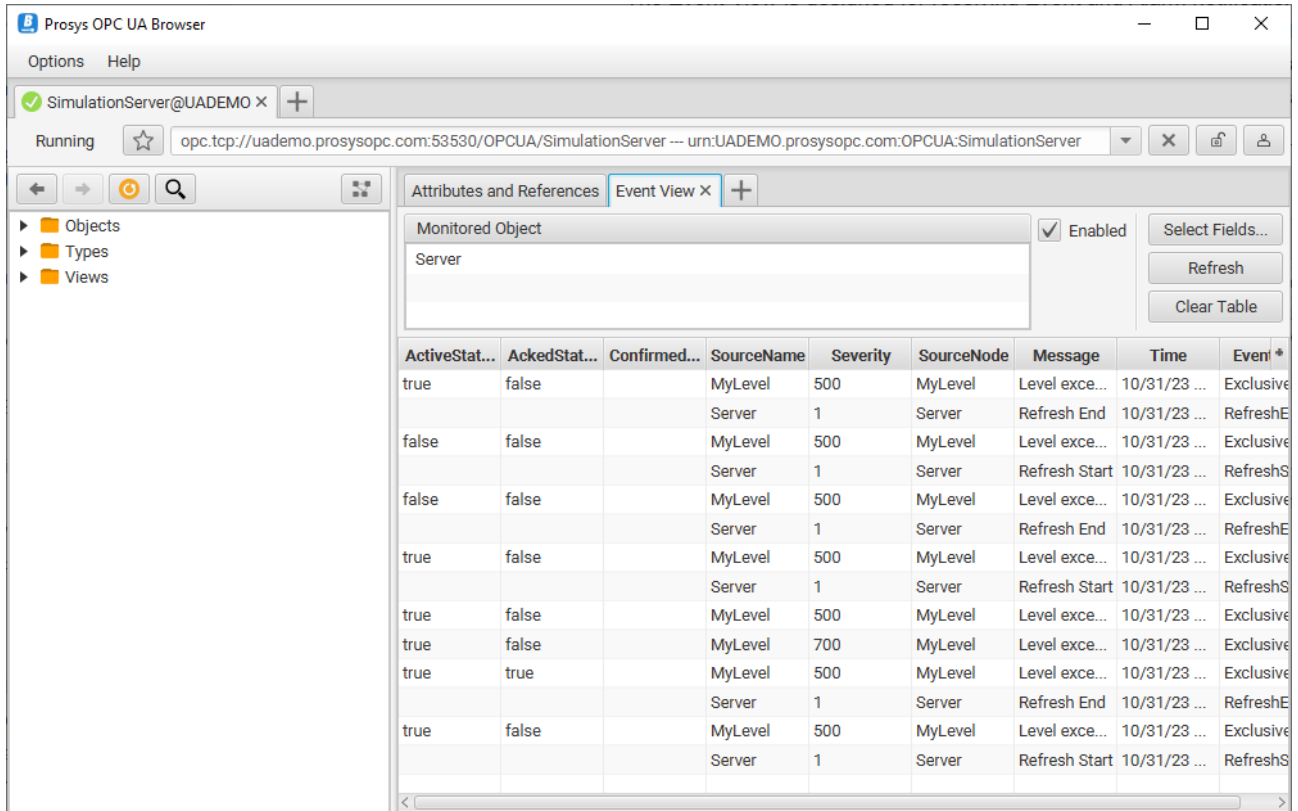 Prosys OPC UA Browser
Options Help
SimulationServer@UADEMO
Running opc.tcp://uademo.prosysopc.com:53530/OPCUA/SimulationServer --- urn:UADEMO.prosysopc.com:OPCUA:SimulationServer
Objects
Types
Views
Attributes and References Event View
Monitored Object
Server
Enabled
Select Fields...
Refresh
Clear Table
ActiveStat... AckedStat... Confirmed... SourceName Severity SourceNode Message Time Event
true false MyLevel 500 MyLevel Level exce... 10/31/23 ... Exclusive
Server 1 Server Refresh End 10/31/23 ... RefreshE
false false MyLevel 500 MyLevel Level exce... 10/31/23 ... Exclusive
Server 1 Server Refresh Start 10/31/23 ... RefreshS
false false MyLevel 500 MyLevel Level exce... 10/31/23 ... Exclusive
Server 1 Server Refresh End 10/31/23 ... RefreshE
true false MyLevel 500 MyLevel Level exce... 10/31/23 ... Exclusive
Server 1 Server Refresh Start 10/31/23 ... RefreshS
true false MyLevel 500 MyLevel Level exce... 10/31/23 ... Exclusive
true false MyLevel 700 MyLevel Level exce... 10/31/23 ... Exclusive
true true MyLevel 500 MyLevel Level exce... 10/31/23 ... Exclusive
Server 1 Server Refresh End 10/31/23 ... RefreshE
true false MyLevel 500 MyLevel Level exce... 10/31/23 ... Exclusive
Server 1 Server Refresh Start 10/31/23 ... RefreshS